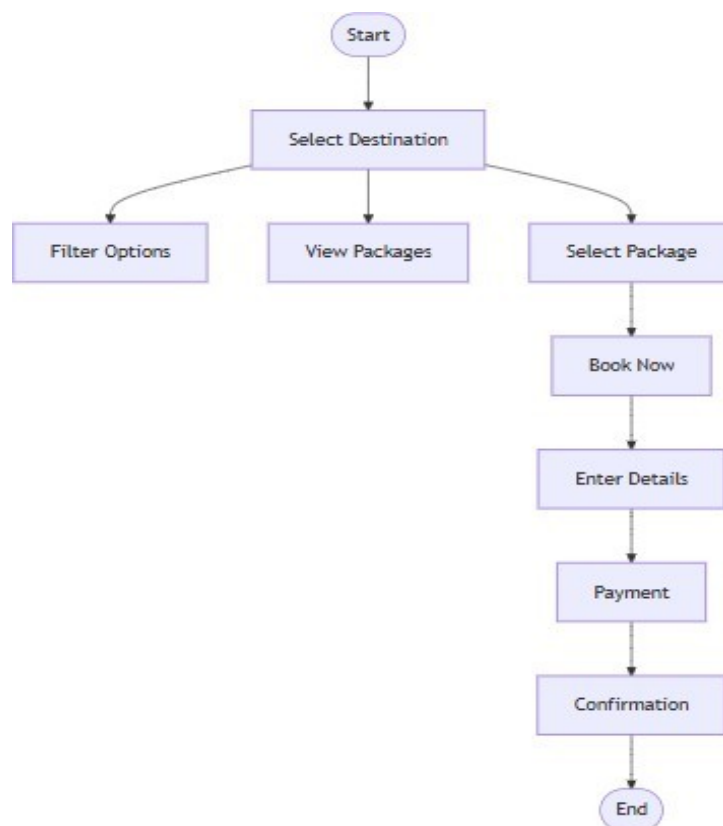 Start
Select Destination
Filter Options
View Packages
Select Package
Book Now
Enter Details
Payment
Confirmation
End